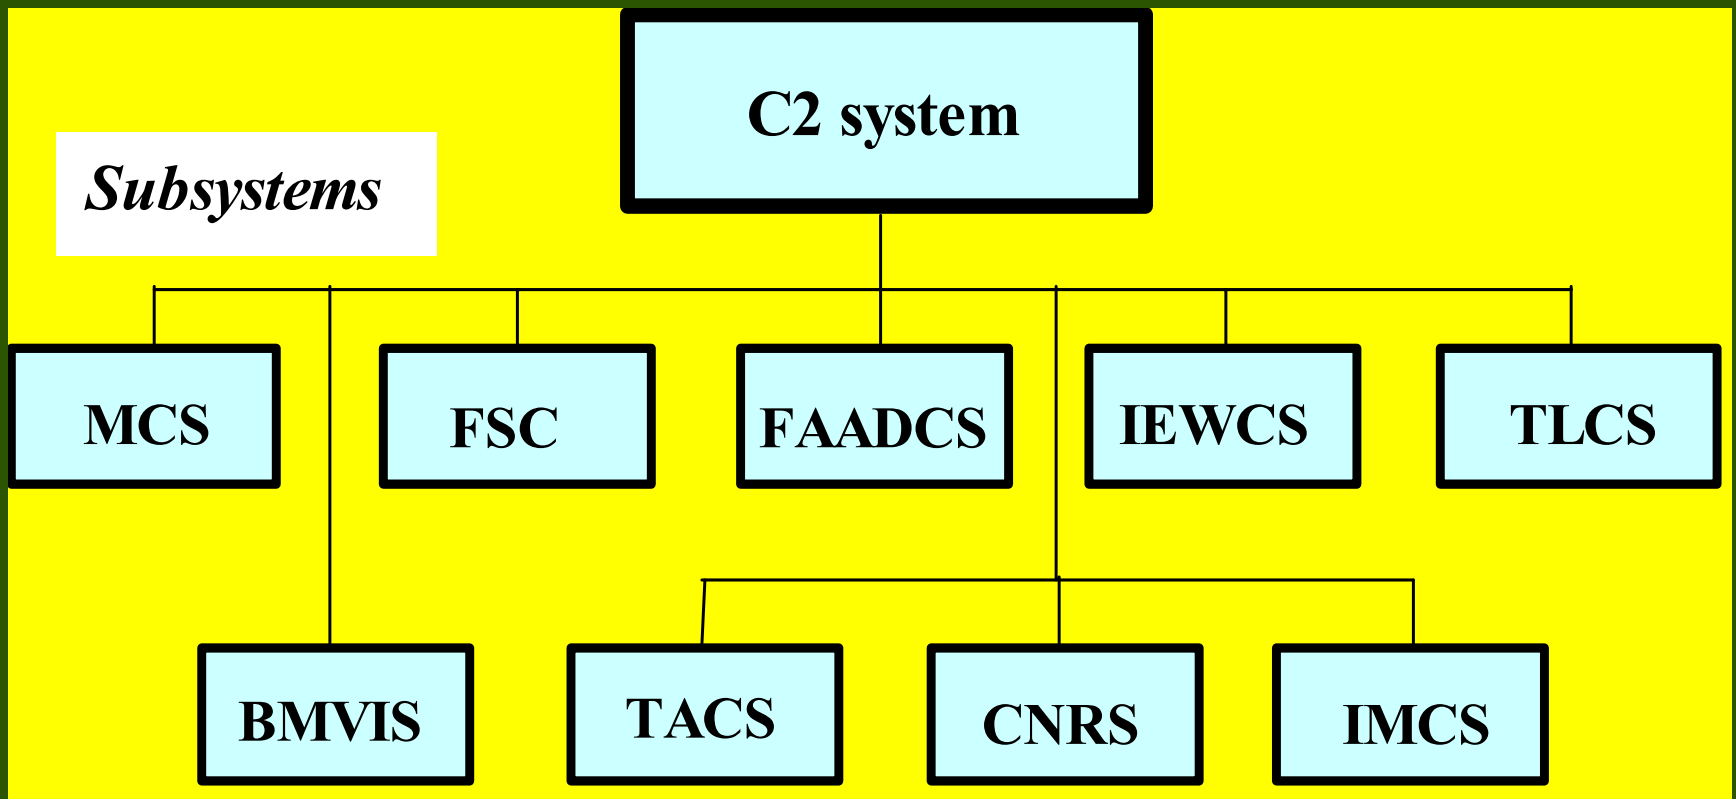 C2 system
Subsystems
MCS
FSC
FAADCS
IEWCS
TLCS
BMVIS
TACS
CNRS
IMCS